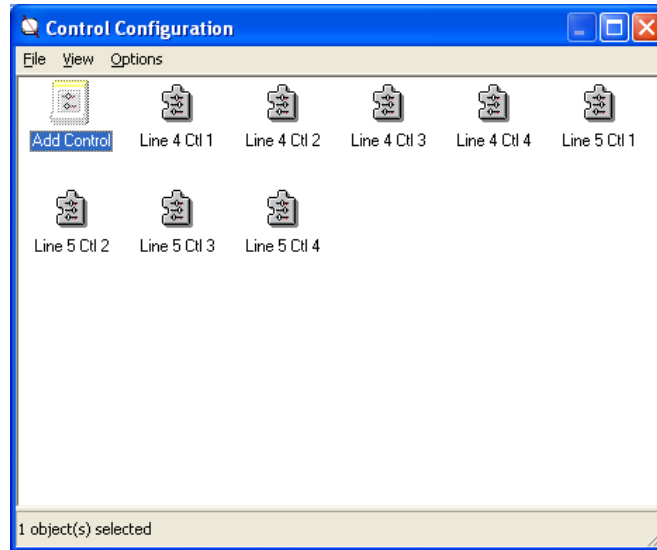 Control Configuration
File View Options
Add Control Line 4 Ctl 1 Line 4 Ctl 2 Line 4 Ctl 3 Line 4 Ctl 4 Line 5 Ctl 1
Line 5 Ctl 2 Line 5 Ctl 3 Line 5 Ctl 4
1 object(s) selected